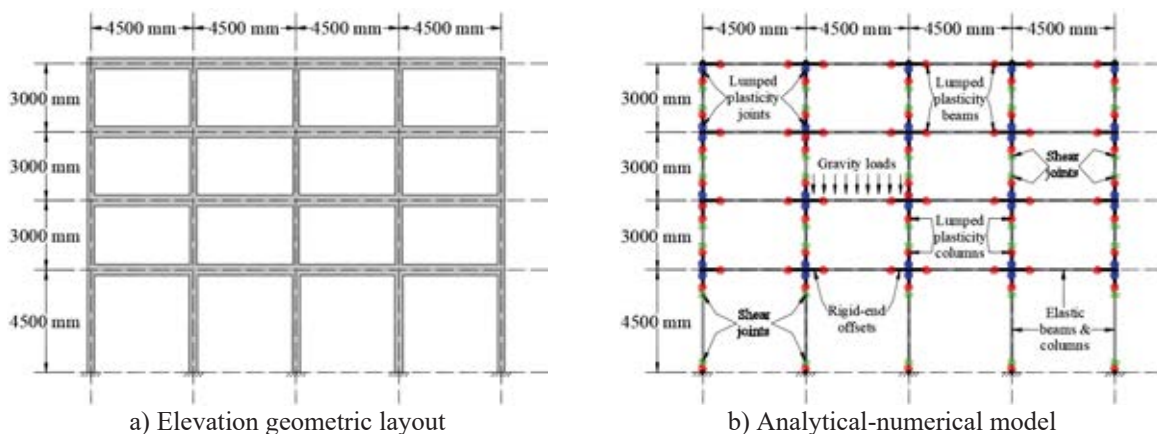 4500 mm 4500 mm 4500 mm 4500 mm
3000 mm
3000 mm
3000 mm
4500 mm
a) Elevation geometric layout
4500 mm 4500 mm 4500 mm 4500 mm
3000 mm
3000 mm
3000 mm
4500 mm
Lumped
plasticity
joints
Lumped
plasticity
beams
Gravity loads
Shear
joints
Lumped
plasticity
columns
Shear
joints
Rigid-end
offsets
Elastic
beams &
columns
b) Analytical-numerical model